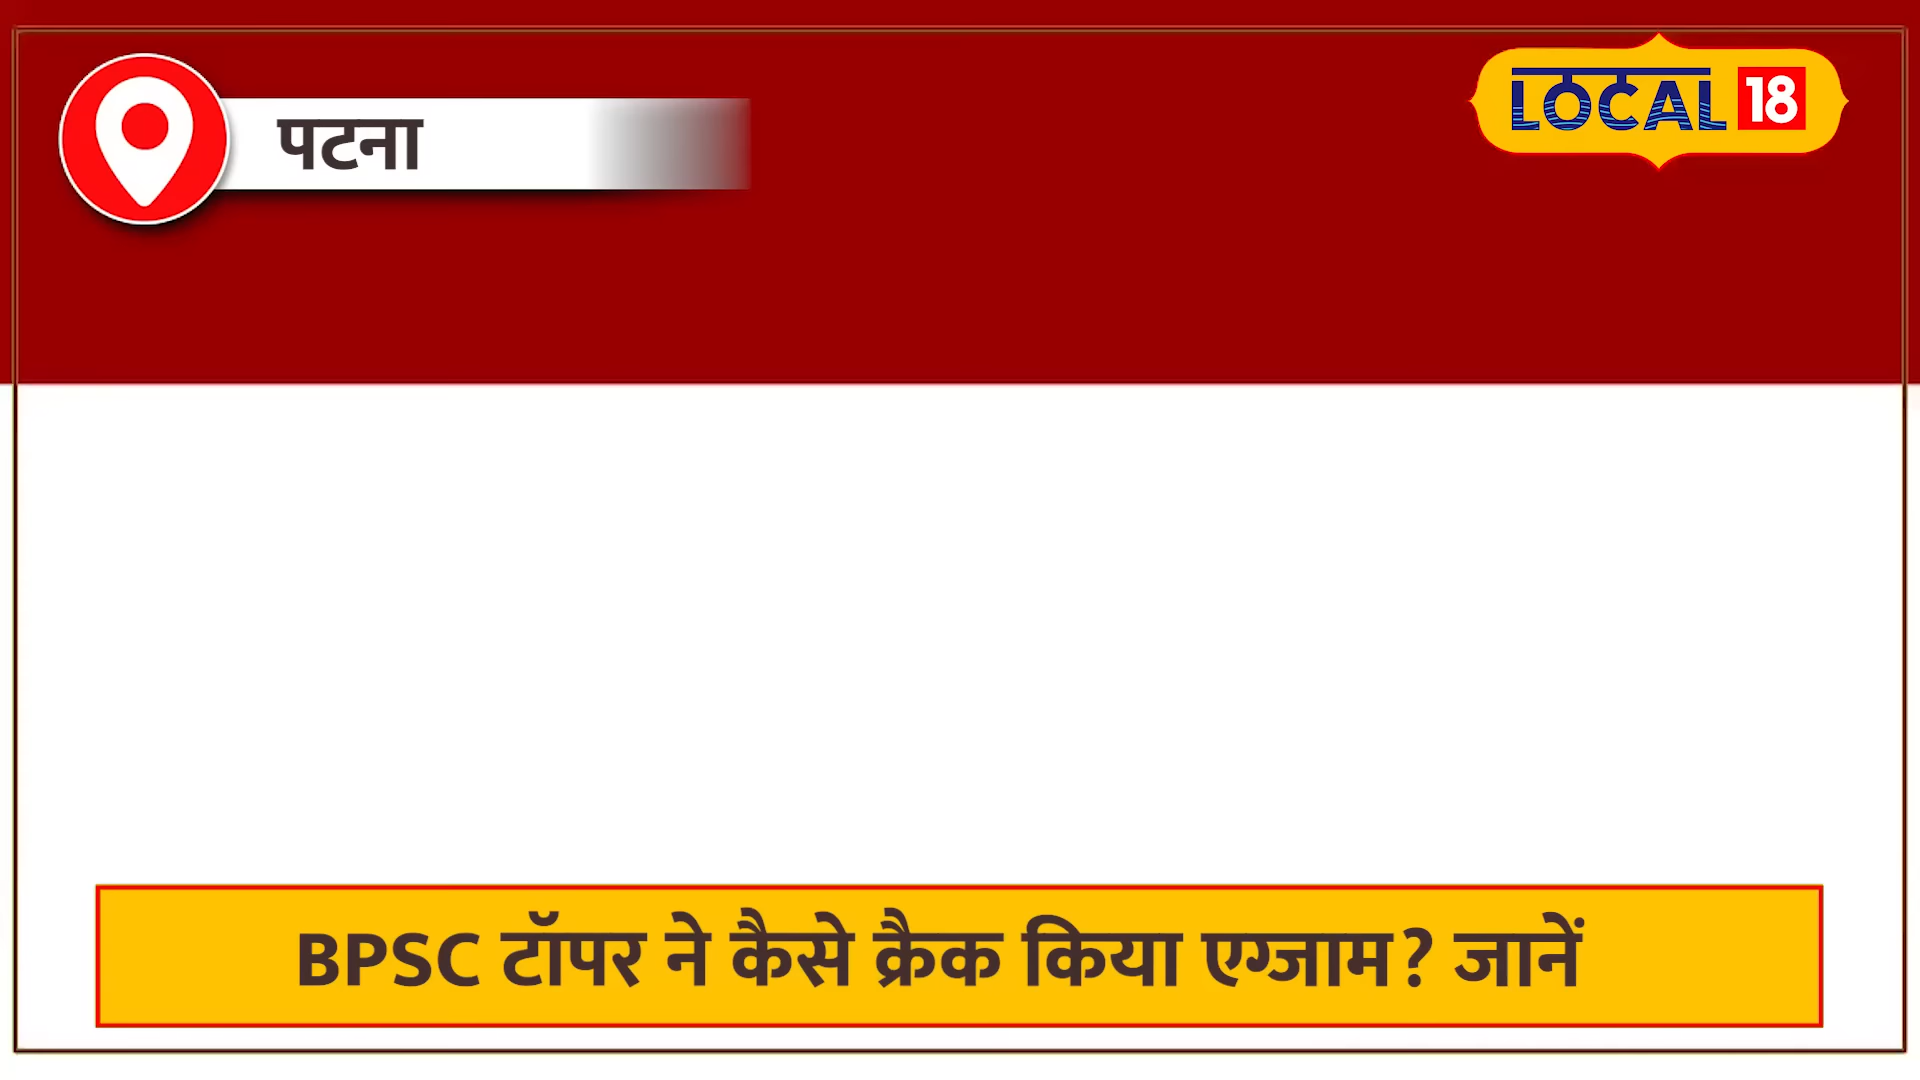 पटना
LOCAL 18
BPSC टॉपर ने कैसे क्रैक किया एग्जाम? जानें